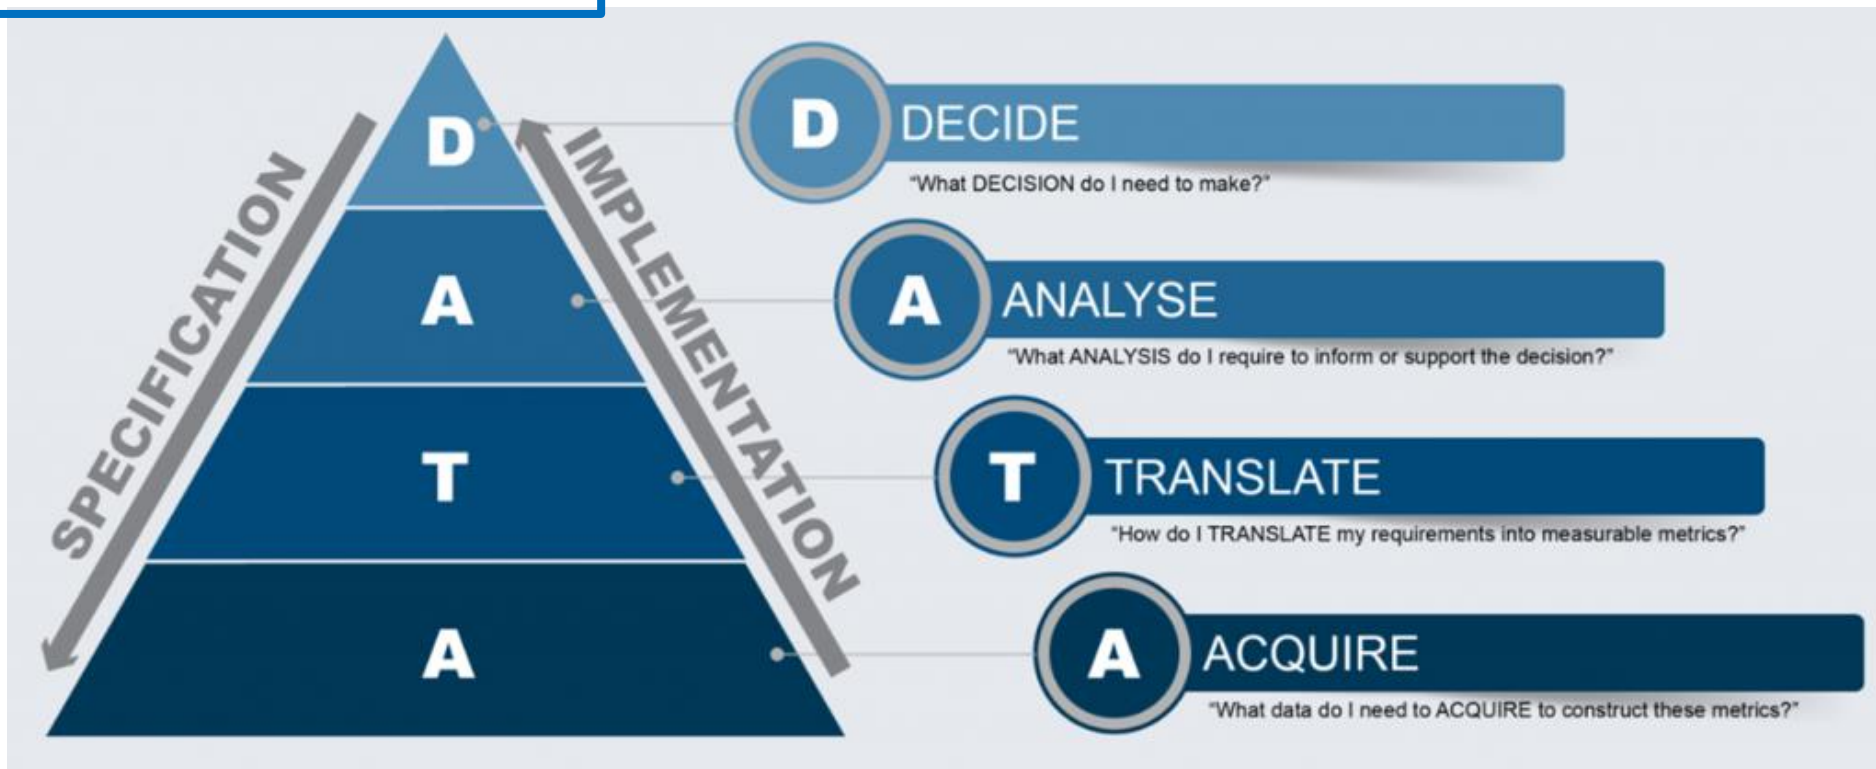 SPECIFICATION
IMPLEMENTATION
D
D
DECIDE
“What DECISION do I need to make?”
A
A
ANALYSE
“What ANALYSIS do I require to inform or support the decision?”
T
T
TRANSLATE
“How do I TRANSLATE my requirements into measurable metrics?”
A
A
ACQUIRE
“What data do I need to ACQUIRE to construct these metrics?”